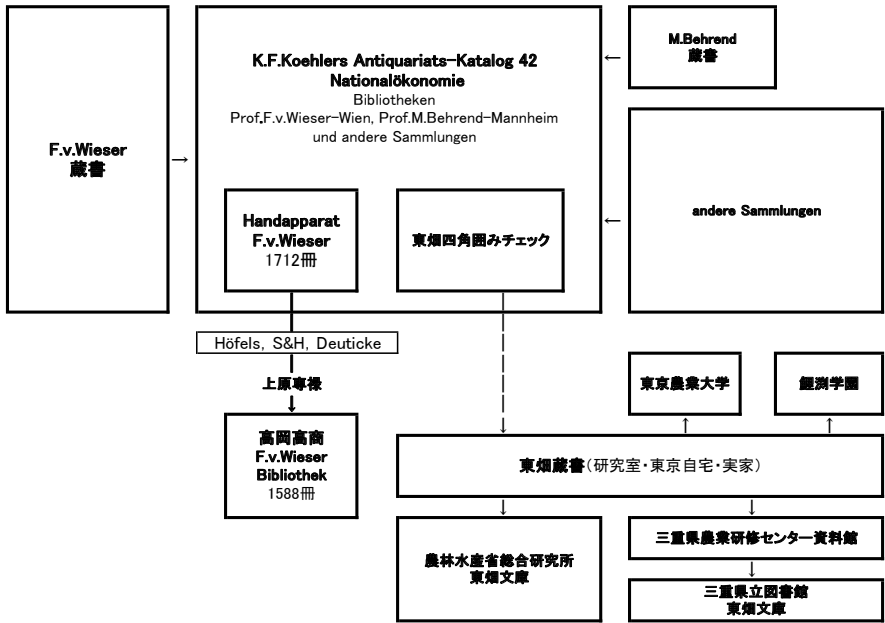 F.v.Wieser
蔵書
→
K.F.Koehlers Antiquariats-Katalog 42
Nationalökonomie
Bibliotheken
Prof.F.v.Wieser-Wien, Prof.M.Behrend-Mannheim
und andere Sammlungen
←
M.Behrend
蔵書
←
andere Sammlungen
Handapparat
F.v.Wieser
1712冊
東畑四角囲みチェック
Höfels, S&H, Deuticke
上原専禄
高岡高商
F.v.Wieser
Bibliothek
1588冊
東京農業大学
鯉渕学園
東畑蔵書(研究室・東京自宅・実家)
農林水産省総合研究所
東畑文庫
三重県農業研修センター資料館
三重県立図書館
東畑文庫